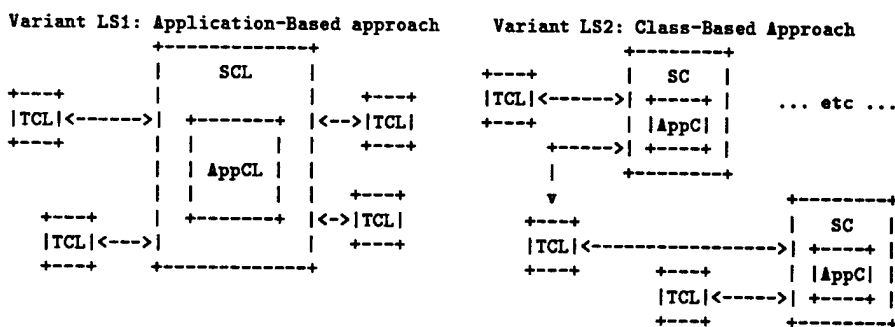 Variant LS1: Application-Based approach
Variant LS2: Class-Based Approach
SCL
TCL
TCL
AppCL
TCL
TCL
SC
TCL
AppC
... etc ...
SC
TCL
AppC
TCL